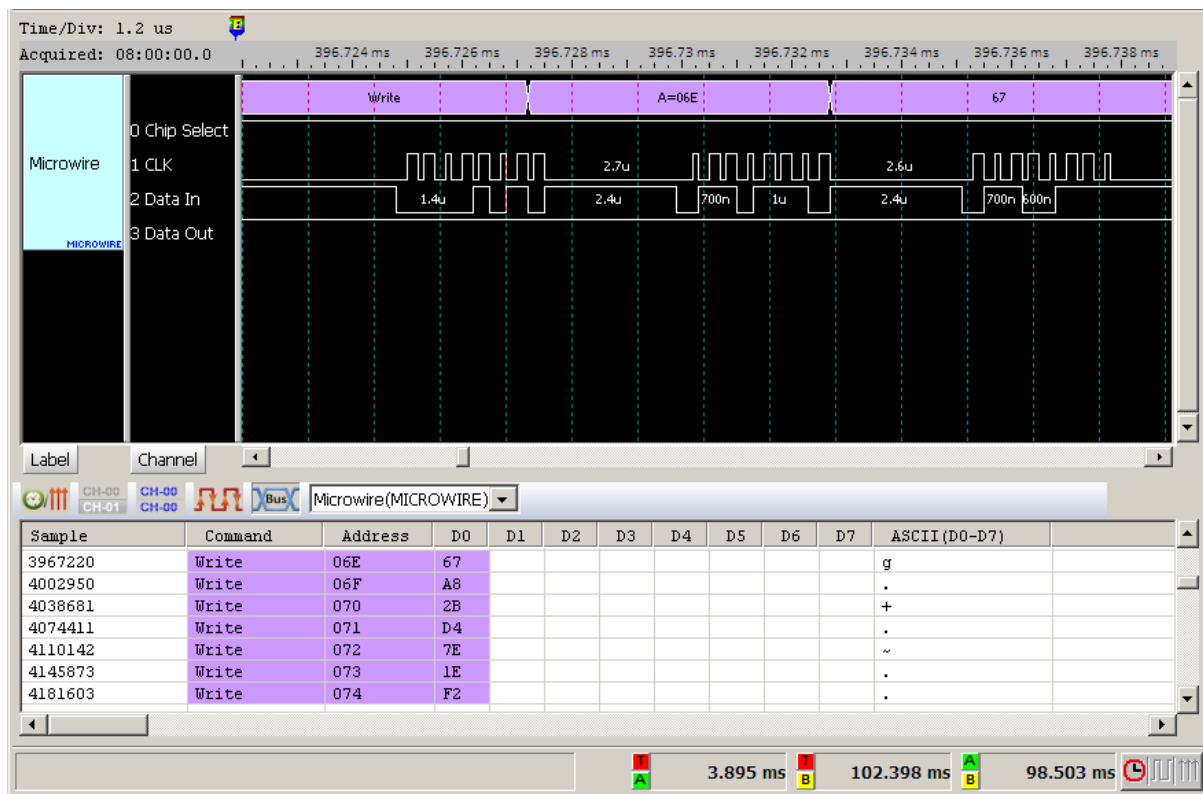 Time/Div: 1.2 us
Acquired: 08:00:00.0 396.724 ms 396.726 ms 396.728 ms 396.73 ms 396.732 ms 396.734 ms 396.736 ms 396.738 ms
Write A=06E 67
0 Chip Select
Microwire 1 CLK 2.7u 2.6u
2 Data In 1.4u 2.4u 700n 1u 2.4u 700n 600n
3 Data Out
MICROWIRE
Label Channel
CH-00 CH-01 CH-00 CH-00 Bus Microwire(MICROWIRE)
Sample Command Address D0 D1 D2 D3 D4 D5 D6 D7 ASCII(D0-D7)
3967220 Write 06E 67 g
4002950 Write 06F A8 .
4038681 Write 070 2B +
4074411 Write 071 D4 .
4110142 Write 072 7E ~
4145873 Write 073 1E .
4181603 Write 074 F2 .
T A 3.895 ms T B 102.398 ms A B 98.503 ms